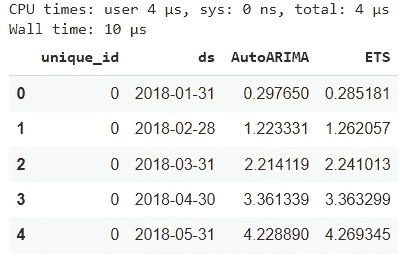 CPU times: user 4 µs, sys: 0 ns, total: 4 µs
Wall time: 10 µs
unique_id ds AutoARIMA ETS
0 0 2018-01-31 0.297650 0.285181
1 0 2018-02-28 1.223331 1.262057
2 0 2018-03-31 2.214119 2.241013
3 0 2018-04-30 3.361339 3.363299
4 0 2018-05-31 4.228890 4.269345